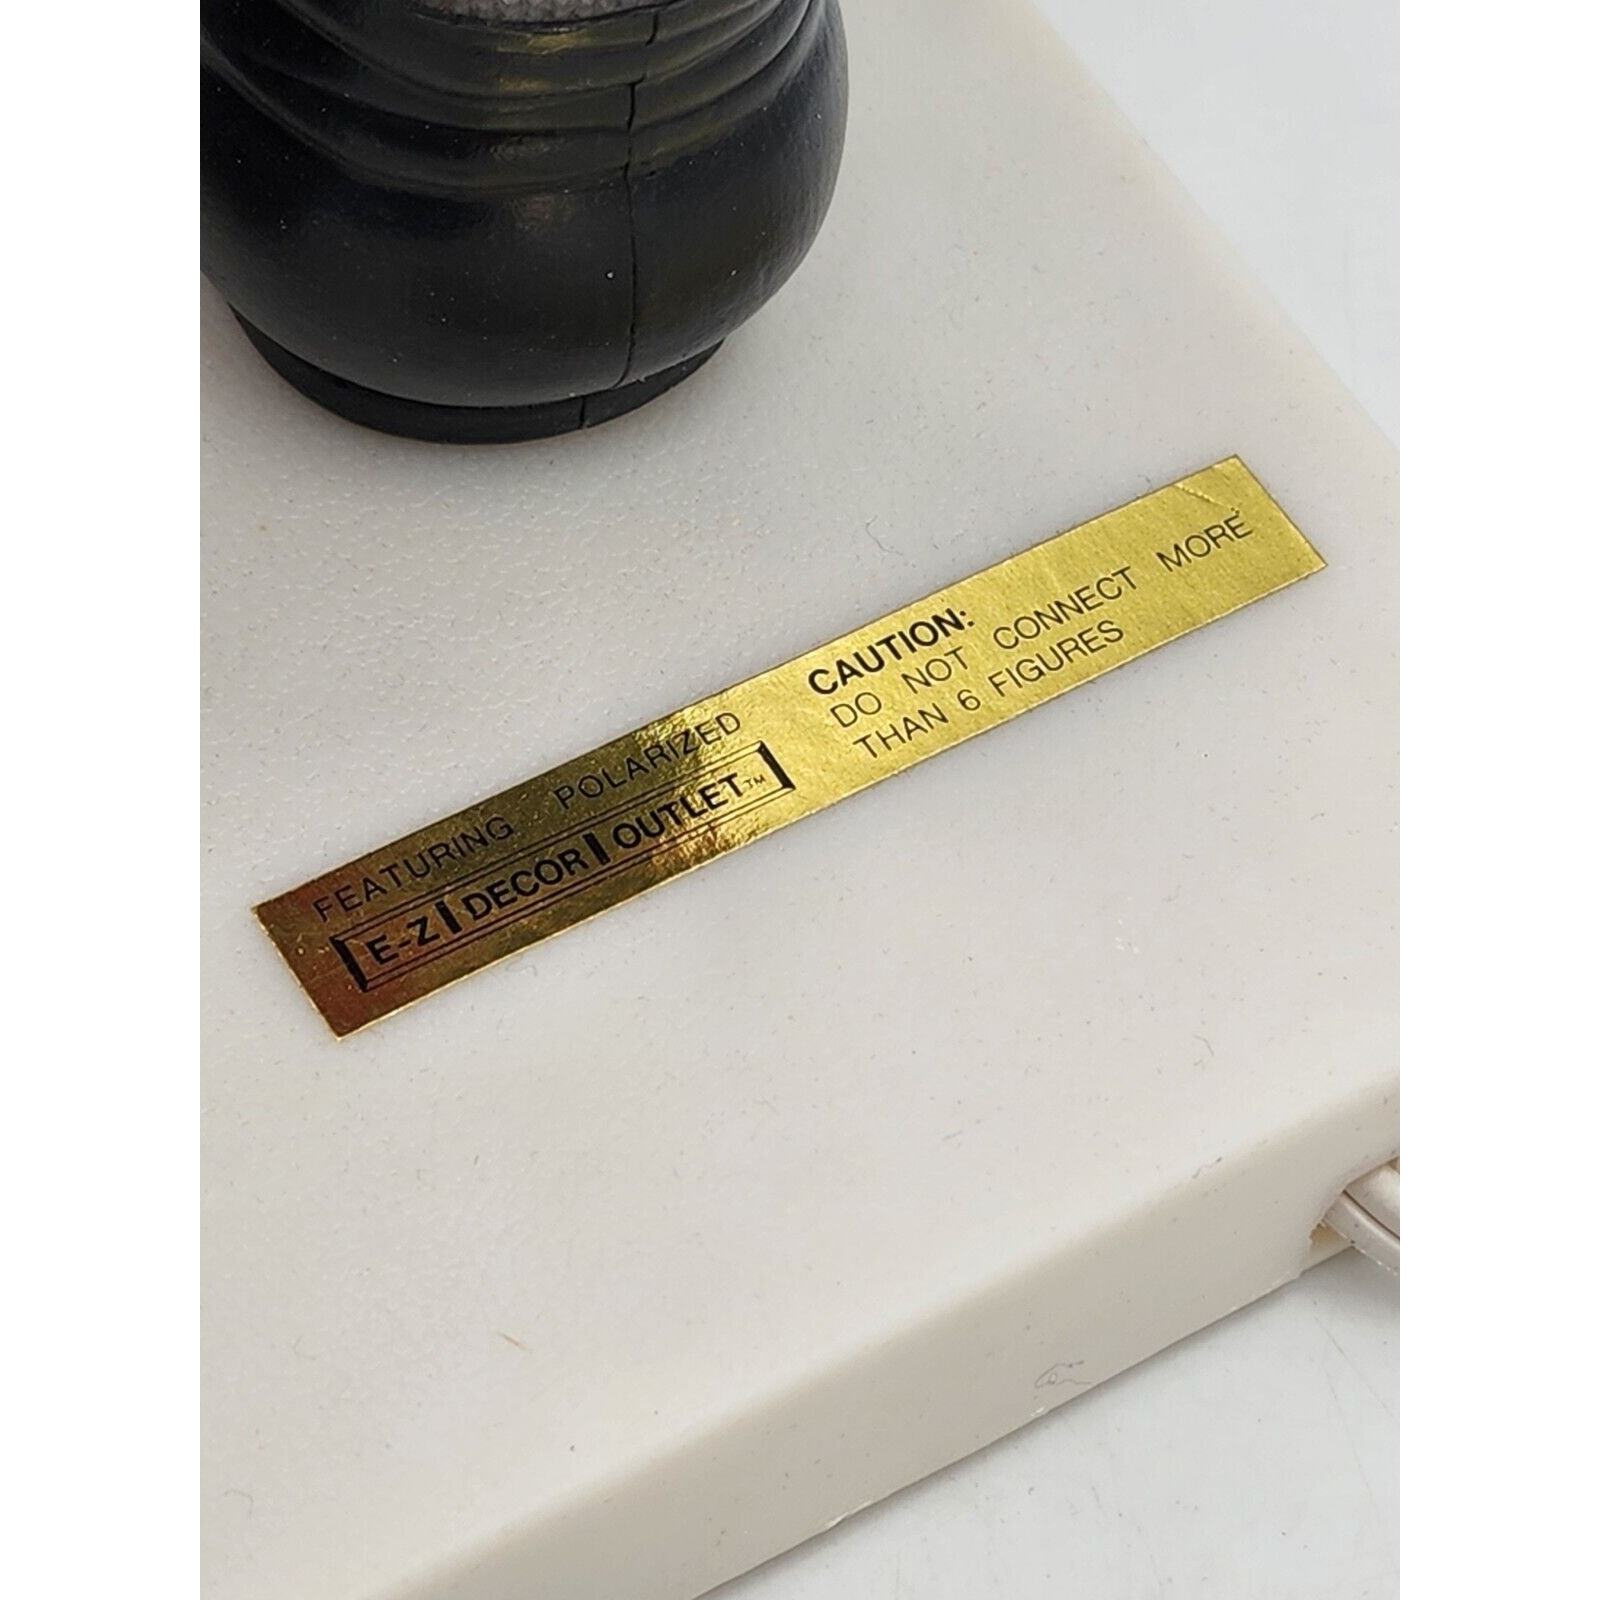 FEATURING POLARIZED
E-Z DECOR OUTLET™
CAUTION:
DO NOT CONNECT MORE
THAN 6 FIGURES